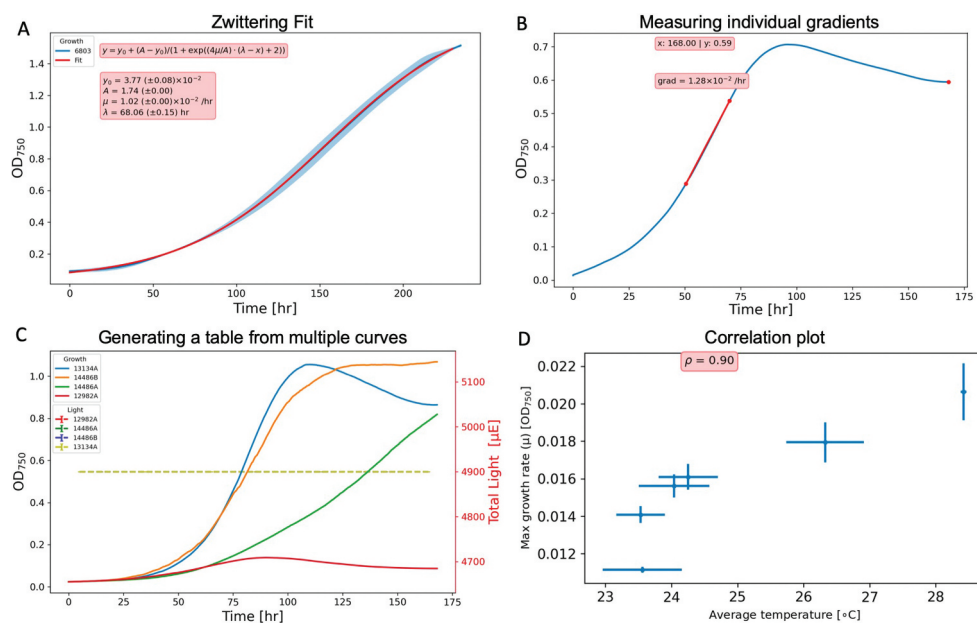 A
Zwittering Fit
Growth
6803
Fit
y = y₀ + (A − y₀)/(1 + exp((4μ/A) · (λ − x) + 2))
y₀ = 3.77 (±0.08)×10⁻²
A = 1.74 (±0.00)
μ = 1.02 (±0.00)×10⁻² /hr
λ = 68.06 (±0.15) hr
OD₇₅₀
1.4
1.2
1.0
0.8
0.6
0.4
0.2
0 50 100 150 200
Time [hr]
B
Measuring individual gradients
x: 168.00 | y: 0.59
grad = 1.28×10⁻² /hr
OD₇₅₀
0.7
0.6
0.5
0.4
0.3
0.2
0.1
0.0
0 25 50 75 100 125 150 175
Time [hr]
C
Generating a table from multiple curves
Growth
13134A
14486B
14486A
12982A
Light
12982A
14486A
14486B
13134A
OD₇₅₀
1.0
0.8
0.6
0.4
0.2
0.0
0 25 50 75 100 125 150 175
Time [hr]
5100
5000
4900
4800
4700
Total Light [μE]
D
Correlation plot
ρ = 0.90
Max growth rate (μ) [OD₇₅₀]
0.022
0.020
0.018
0.016
0.014
0.012
23 24 25 26 27 28
Average temperature [∘C]